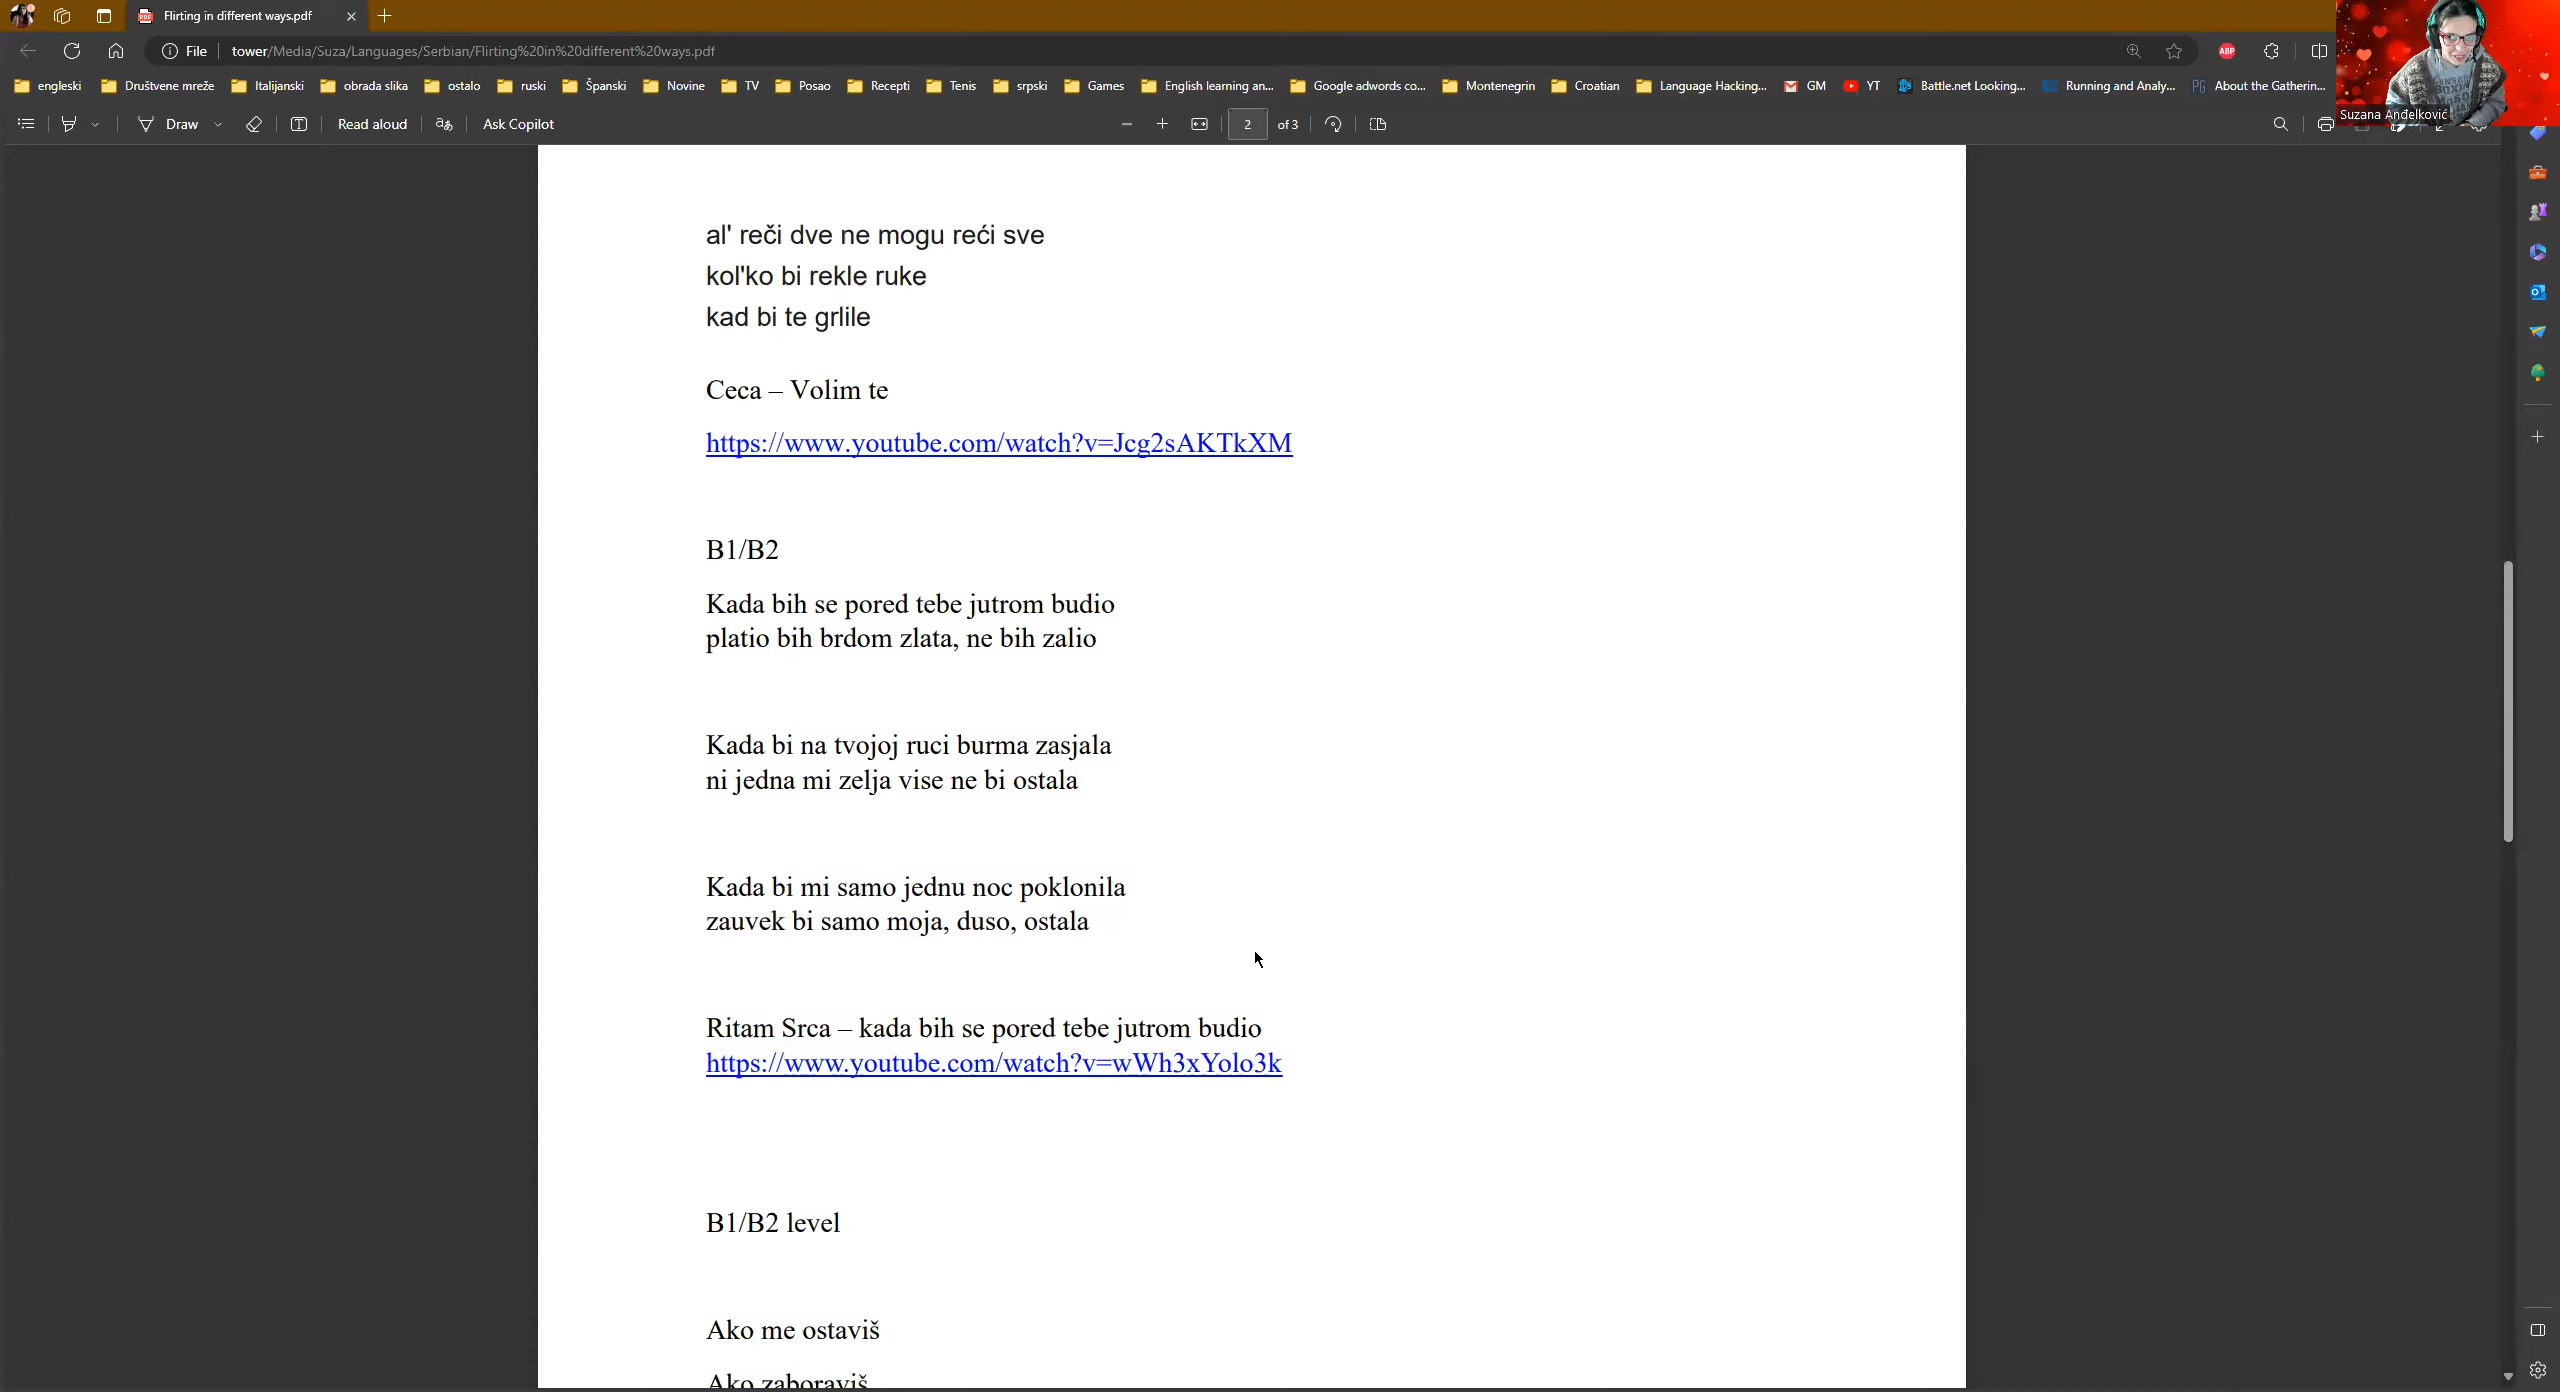 Flirting in different ways.pdf
File
tower/Media/Suza/Languages/Serbian/Flirting%20in%20different%20ways.pdf
ABP
engleski Društvene mreže Italijanski obrada slika ostalo ruski Španski Novine TV Posao Recepti Tenis srpski Games English learning an... Google adwords co... Montenegrin Croatian Language Hacking... GM YT Battle.net Looking... Running and Analy... PG About the Gatherin...
Suzana Anđelković
Draw Read aloud Ask Copilot 2 of 3
al' reči dve ne mogu reći sve
kol'ko bi rekle ruke
kad bi te grlile
Ceca – Volim te
https://www.youtube.com/watch?v=Jcg2sAKTkXM
B1/B2
Kada bih se pored tebe jutrom budio
platio bih brdom zlata, ne bih zalio
Kada bi na tvojoj ruci burma zasjala
ni jedna mi zelja vise ne bi ostala
Kada bi mi samo jednu noc poklonila
zauvek bi samo moja, duso, ostala
Ritam Srca – kada bih se pored tebe jutrom budio
https://www.youtube.com/watch?v=wWh3xYolo3k
B1/B2 level
Ako me ostaviš
Ako zaboraviš